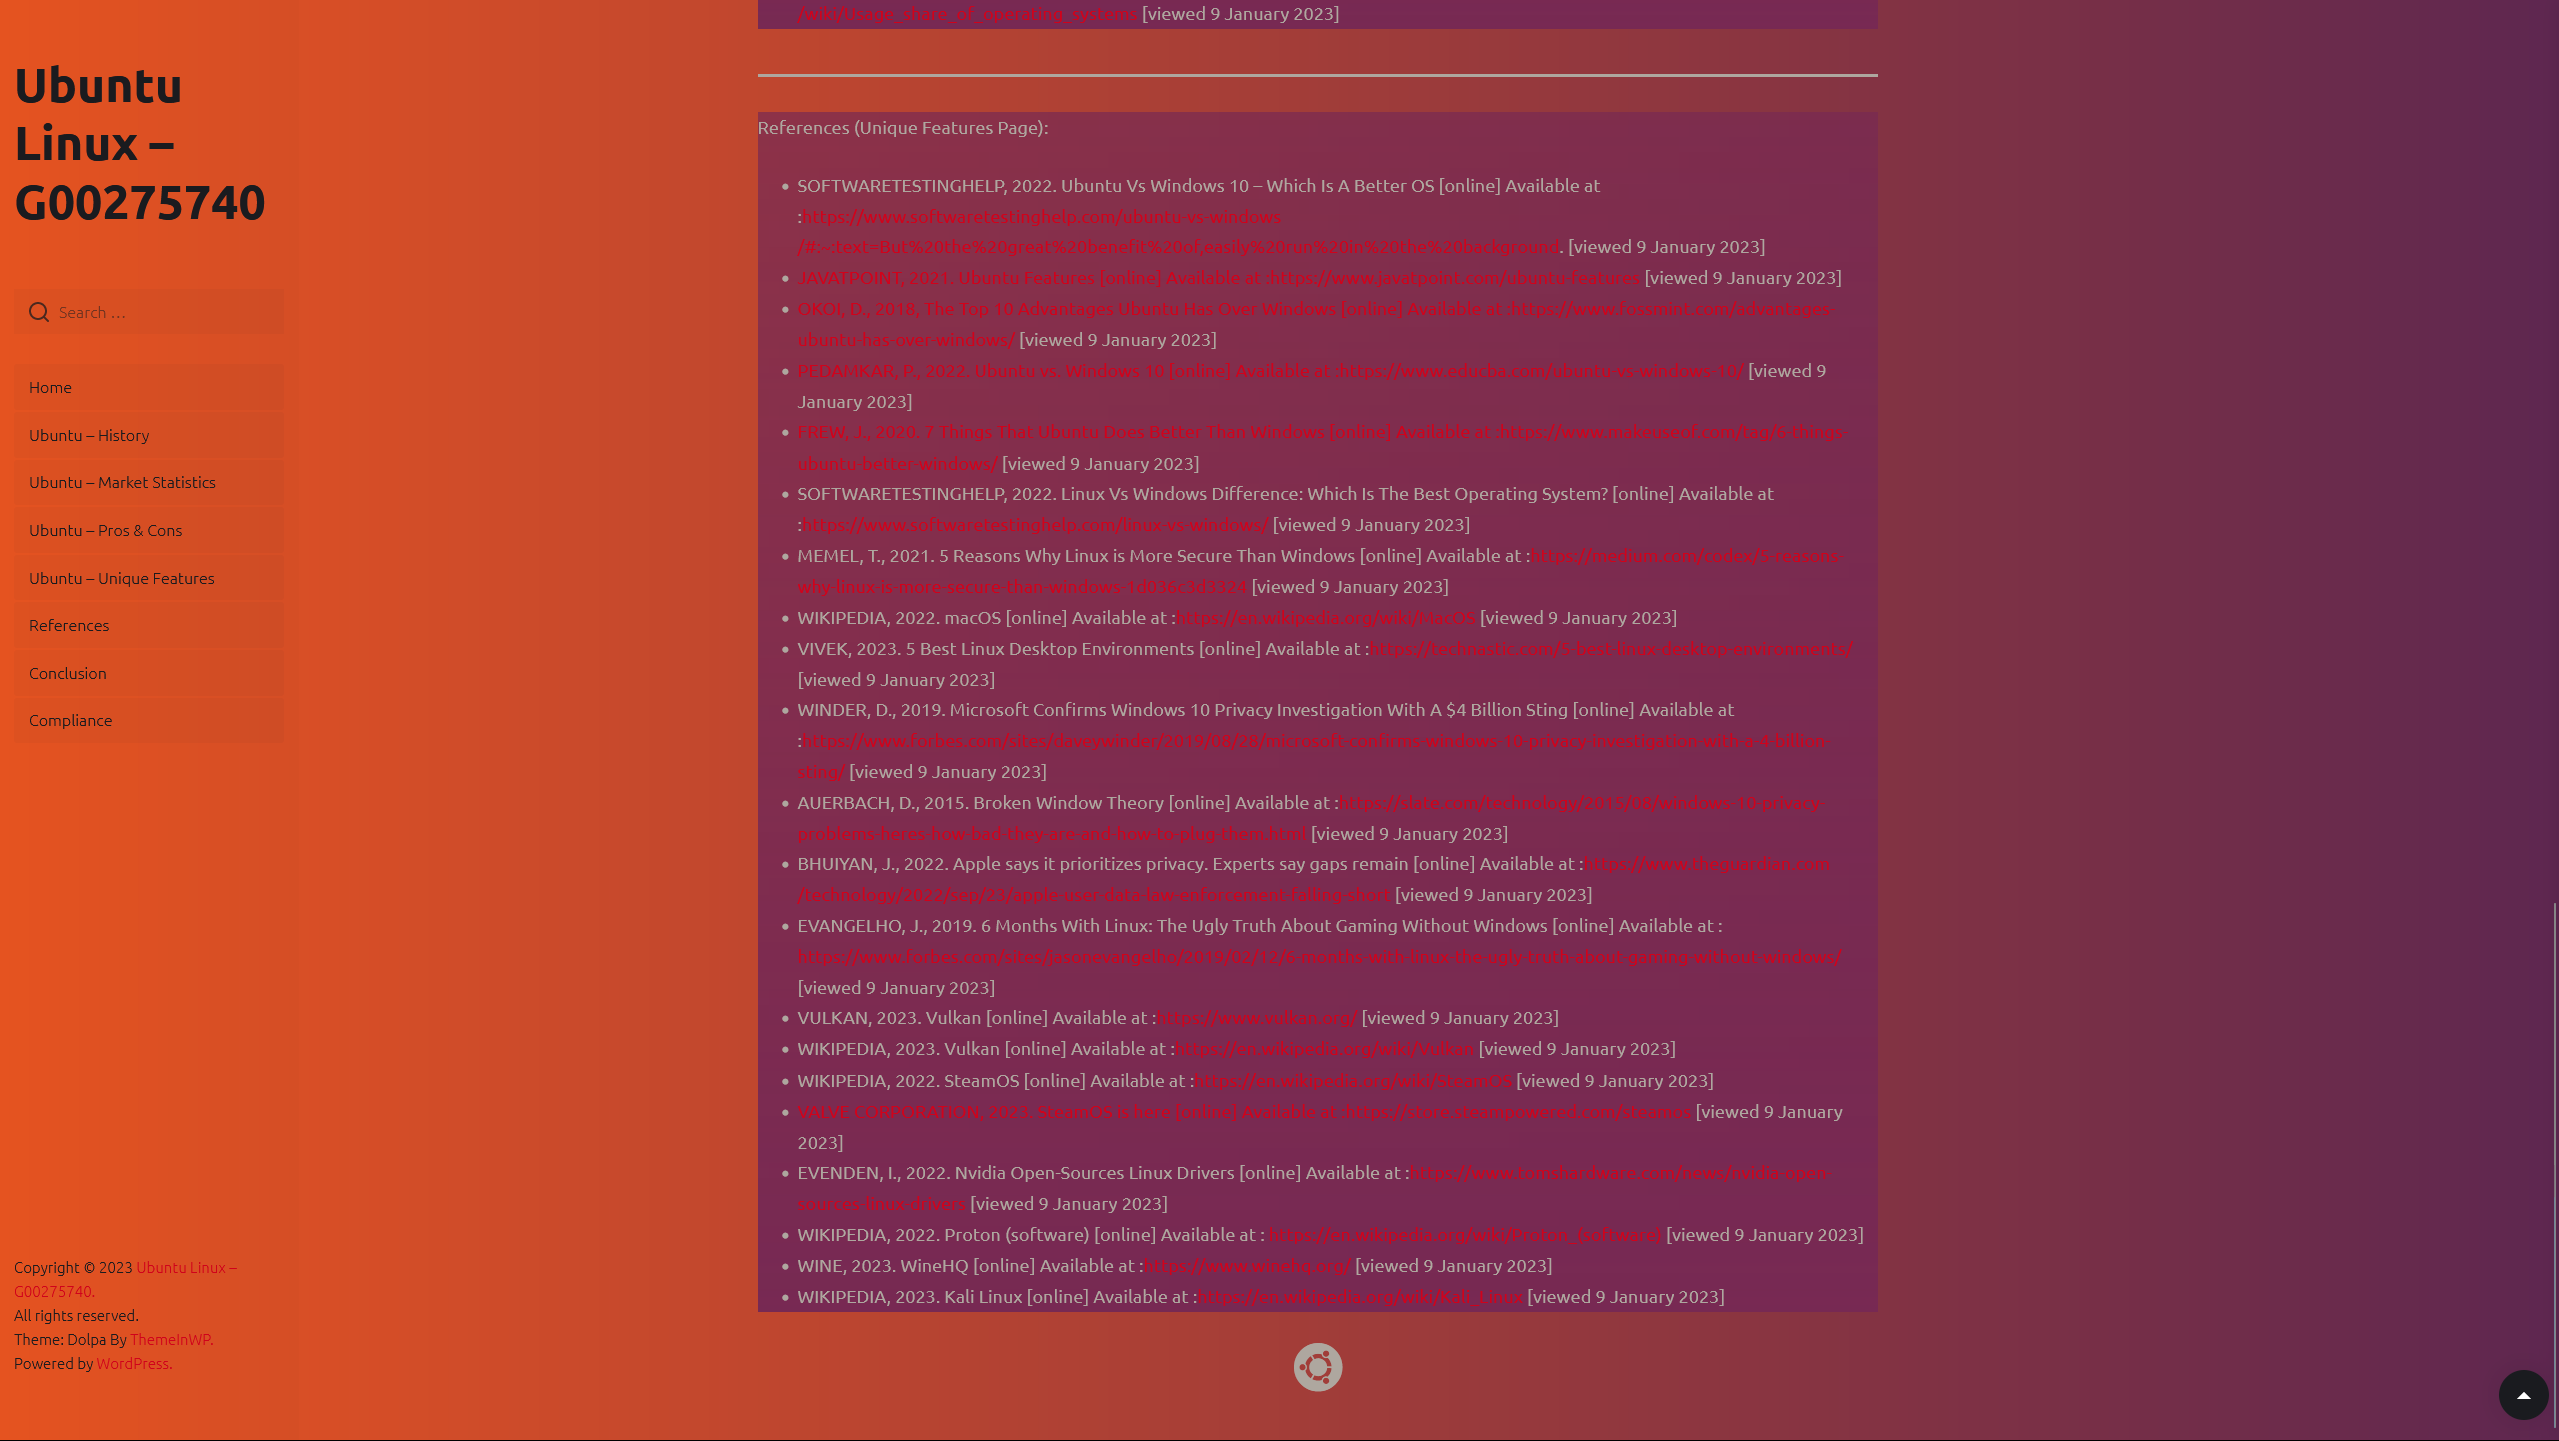 Ubuntu
Linux –
G00275740
Search …
Home
Ubuntu – History
Ubuntu – Market Statistics
Ubuntu – Pros & Cons
Ubuntu – Unique Features
References
Conclusion
Compliance
Copyright © 2023 Ubuntu Linux –
G00275740.
All rights reserved.
Theme: Dolpa By ThemeInWP.
Powered by WordPress.
/wiki/Usage_share_of_operating_systems [viewed 9 January 2023]
References (Unique Features Page):
SOFTWARETESTINGHELP, 2022. Ubuntu Vs Windows 10 – Which Is A Better OS [online] Available at
:https://www.softwaretestinghelp.com/ubuntu-vs-windows
/#:~:text=But%20the%20great%20benefit%20of,easily%20run%20in%20the%20background. [viewed 9 January 2023]
JAVATPOINT, 2021. Ubuntu Features [online] Available at :https://www.javatpoint.com/ubuntu-features [viewed 9 January 2023]
OKOI, D., 2018, The Top 10 Advantages Ubuntu Has Over Windows [online] Available at :https://www.fossmint.com/advantages-
ubuntu-has-over-windows/ [viewed 9 January 2023]
PEDAMKAR, P., 2022. Ubuntu vs. Windows 10 [online] Available at :https://www.educba.com/ubuntu-vs-windows-10/ [viewed 9
January 2023]
FREW, J., 2020. 7 Things That Ubuntu Does Better Than Windows [online] Available at :https://www.makeuseof.com/tag/6-things-
ubuntu-better-windows/ [viewed 9 January 2023]
SOFTWARETESTINGHELP, 2022. Linux Vs Windows Difference: Which Is The Best Operating System? [online] Available at
:https://www.softwaretestinghelp.com/linux-vs-windows/ [viewed 9 January 2023]
MEMEL, T., 2021. 5 Reasons Why Linux is More Secure Than Windows [online] Available at :https://medium.com/codex/5-reasons-
why-linux-is-more-secure-than-windows-1d036c3d3324 [viewed 9 January 2023]
WIKIPEDIA, 2022. macOS [online] Available at :https://en.wikipedia.org/wiki/MacOS [viewed 9 January 2023]
VIVEK, 2023. 5 Best Linux Desktop Environments [online] Available at :https://technastic.com/5-best-linux-desktop-environments/
[viewed 9 January 2023]
WINDER, D., 2019. Microsoft Confirms Windows 10 Privacy Investigation With A $4 Billion Sting [online] Available at
:https://www.forbes.com/sites/daveywinder/2019/08/28/microsoft-confirms-windows-10-privacy-investigation-with-a-4-billion-
sting/ [viewed 9 January 2023]
AUERBACH, D., 2015. Broken Window Theory [online] Available at :https://slate.com/technology/2015/08/windows-10-privacy-
problems-heres-how-bad-they-are-and-how-to-plug-them.html [viewed 9 January 2023]
BHUIYAN, J., 2022. Apple says it prioritizes privacy. Experts say gaps remain [online] Available at :https://www.theguardian.com
/technology/2022/sep/23/apple-user-data-law-enforcement-falling-short [viewed 9 January 2023]
EVANGELHO, J., 2019. 6 Months With Linux: The Ugly Truth About Gaming Without Windows [online] Available at :
https://www.forbes.com/sites/jasonevangelho/2019/02/12/6-months-with-linux-the-ugly-truth-about-gaming-without-windows/
[viewed 9 January 2023]
VULKAN, 2023. Vulkan [online] Available at :https://www.vulkan.org/ [viewed 9 January 2023]
WIKIPEDIA, 2023. Vulkan [online] Available at :https://en.wikipedia.org/wiki/Vulkan [viewed 9 January 2023]
WIKIPEDIA, 2022. SteamOS [online] Available at :https://en.wikipedia.org/wiki/SteamOS [viewed 9 January 2023]
VALVE CORPORATION, 2023. SteamOS is here [online] Available at :https://store.steampowered.com/steamos [viewed 9 January
2023]
EVENDEN, I., 2022. Nvidia Open-Sources Linux Drivers [online] Available at :https://www.tomshardware.com/news/nvidia-open-
sources-linux-drivers [viewed 9 January 2023]
WIKIPEDIA, 2022. Proton (software) [online] Available at : https://en.wikipedia.org/wiki/Proton_(software) [viewed 9 January 2023]
WINE, 2023. WineHQ [online] Available at :https://www.winehq.org/ [viewed 9 January 2023]
WIKIPEDIA, 2023. Kali Linux [online] Available at :https://en.wikipedia.org/wiki/Kali_Linux [viewed 9 January 2023]